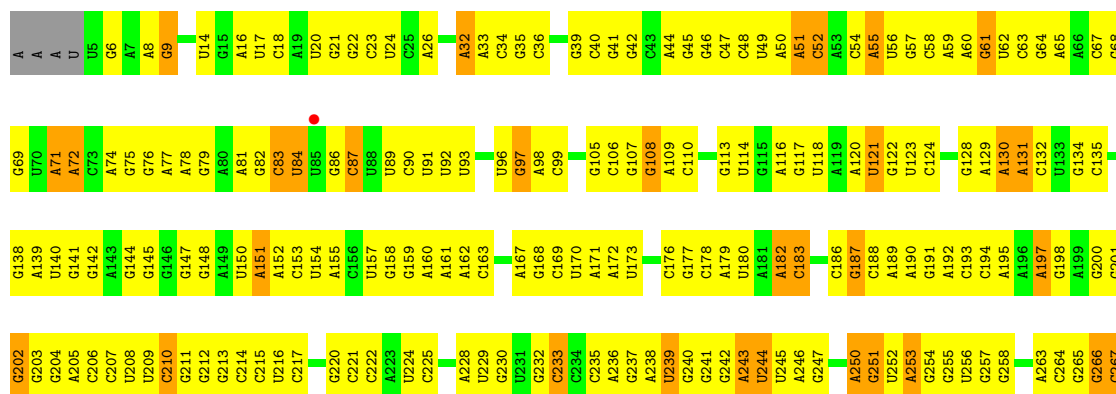 A A A U U5 G6 A7 A8 G9 U14 G15 A16 U17 C18 A19 U20 G21 G22 C23 U24 C25 A26 A32 A33 C34 G35 C36 G39 C40 G41 G42 C43 A44 G45 G46 C47 C48 U49 A50 A51 C52 A53 C54 A55 U56 G57 C58 A59 A60 G61 U62 C63 G64 A65 A66 C67 G68
G69 U70 A71 A72 C73 A74 G75 G76 A77 A78 G79 A80 A81 G82 C83 U84 U85 G86 C87 U88 U89 C90 U91 U92 U93 U96 G97 A98 C99 G105 C106 G107 G108 A109 C110 G113 U114 G115 A116 G117 U118 A119 A120 U121 G122 U123 C124 G128 A129 A130 A131 C132 U133 G134 C135
G138 A139 U140 G141 G142 A143 G144 G145 G146 G147 G148 A149 U150 A151 A152 C153 U154 A155 C156 U157 G158 G159 A160 A161 A162 C163 A167 G168 C169 U170 A171 A172 U173 C176 G177 C178 A179 U180 A181 A182 C183 C186 G187 C188 A189 A190 G191 A192 C193 C194 A195 A196 A197 G198 A199 G200 G201
G202 G203 G204 A205 C206 C207 U208 U209 C210 G211 G212 G213 C214 C215 U216 C217 G220 C221 C222 A223 U224 C225 A228 U229 G230 U231 G232 C233 C234 C235 A236 G237 A238 U239 G240 G241 G242 A243 U244 U245 A246 G247 A250 G251 U252 A253 G254 G255 U256 G257 G258 A263 C264 G265 G266 C267